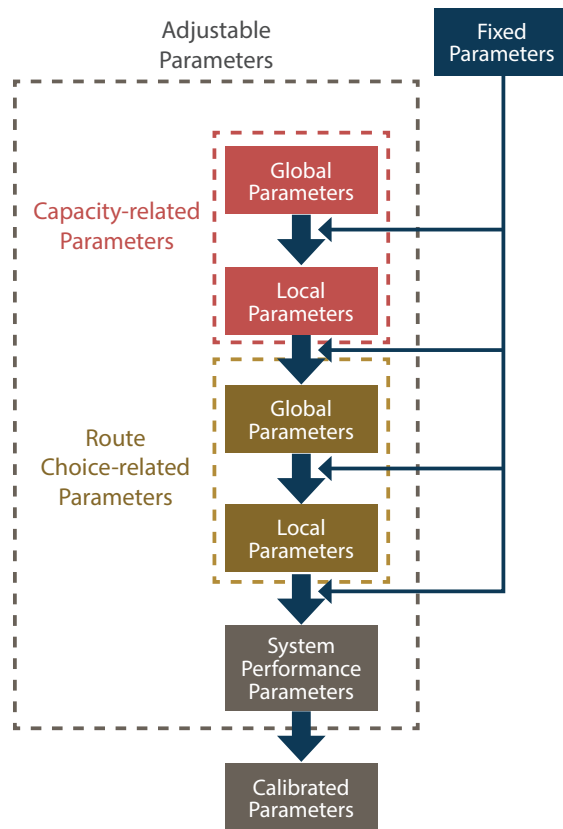 Adjustable
Parameters
Fixed
Parameters
Capacity-related
Parameters
Global
Parameters
Local
Parameters
Route
Choice-related
Parameters
Global
Parameters
Local
Parameters
System
Performance
Parameters
Calibrated
Parameters